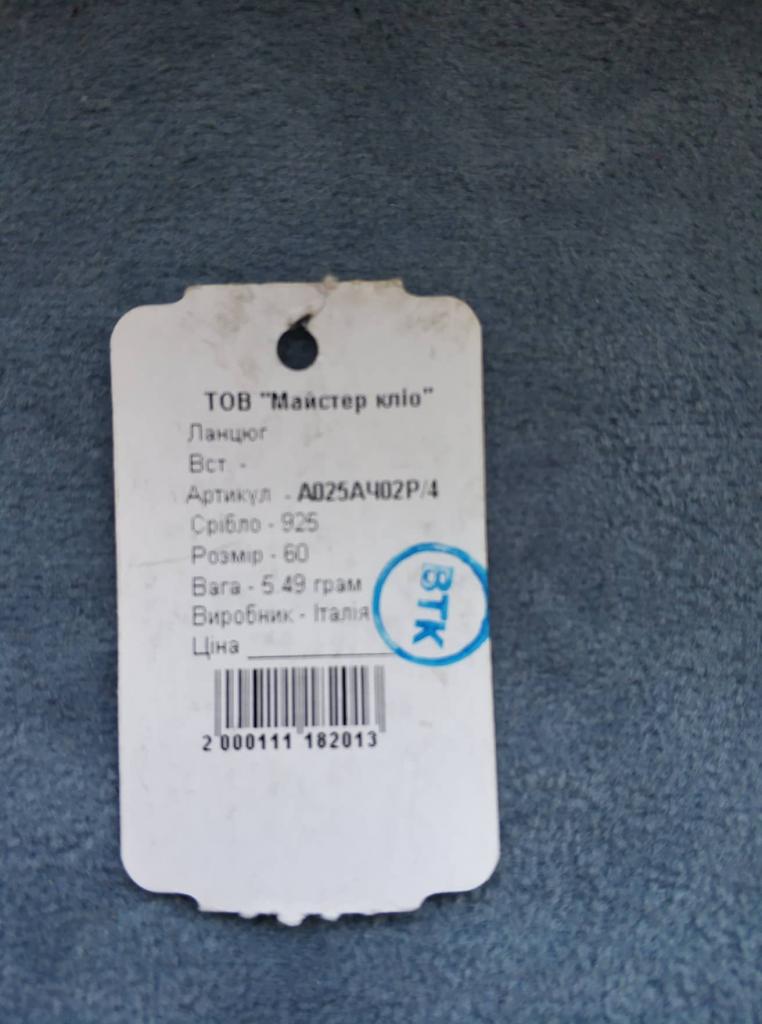 ТОВ "Майстер кліо"
Ланцюг
Вст. -
Артикул - А025АЧ02Р/4
Срібло - 925
Розмір - 60
Вага - 5.49 грам
Виробник - Італія
Ціна
ВТК
2 000111 182013